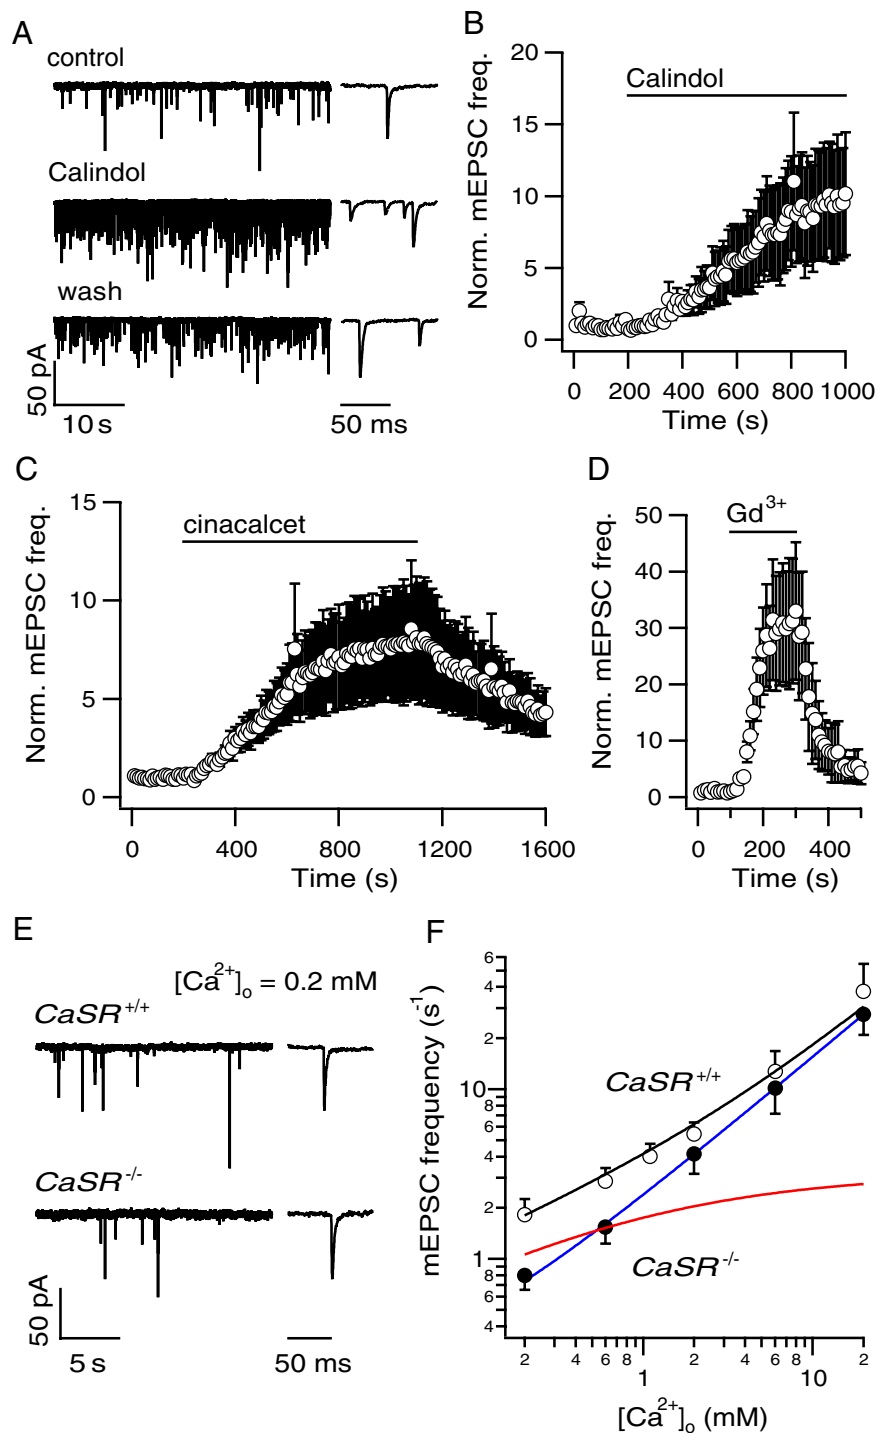 A
control
Calindol
wash
50 pA
10 s
50 ms
B
Norm. mEPSC freq.
20
15
10
5
0
Calindol
0 200 400 600 800 1000
Time (s)
C
Norm. mEPSC freq.
15
10
5
0
cinacalcet
0 400 800 1200 1600
Time (s)
D
Norm. mEPSC freq.
50
40
30
20
10
0
Gd³⁺
0 200 400
Time (s)
E
[Ca²⁺]ₒ = 0.2 mM
CaSR⁺/⁺
CaSR⁻/⁻
50 pA
5 s
50 ms
F
mEPSC frequency (s⁻¹)
6
4
2
10
8
6
4
2
1
8
6
4
CaSR⁺/⁺
CaSR⁻/⁻
2 4 6 8 1 2 4 6 8 10 2
[Ca²⁺]ₒ (mM)